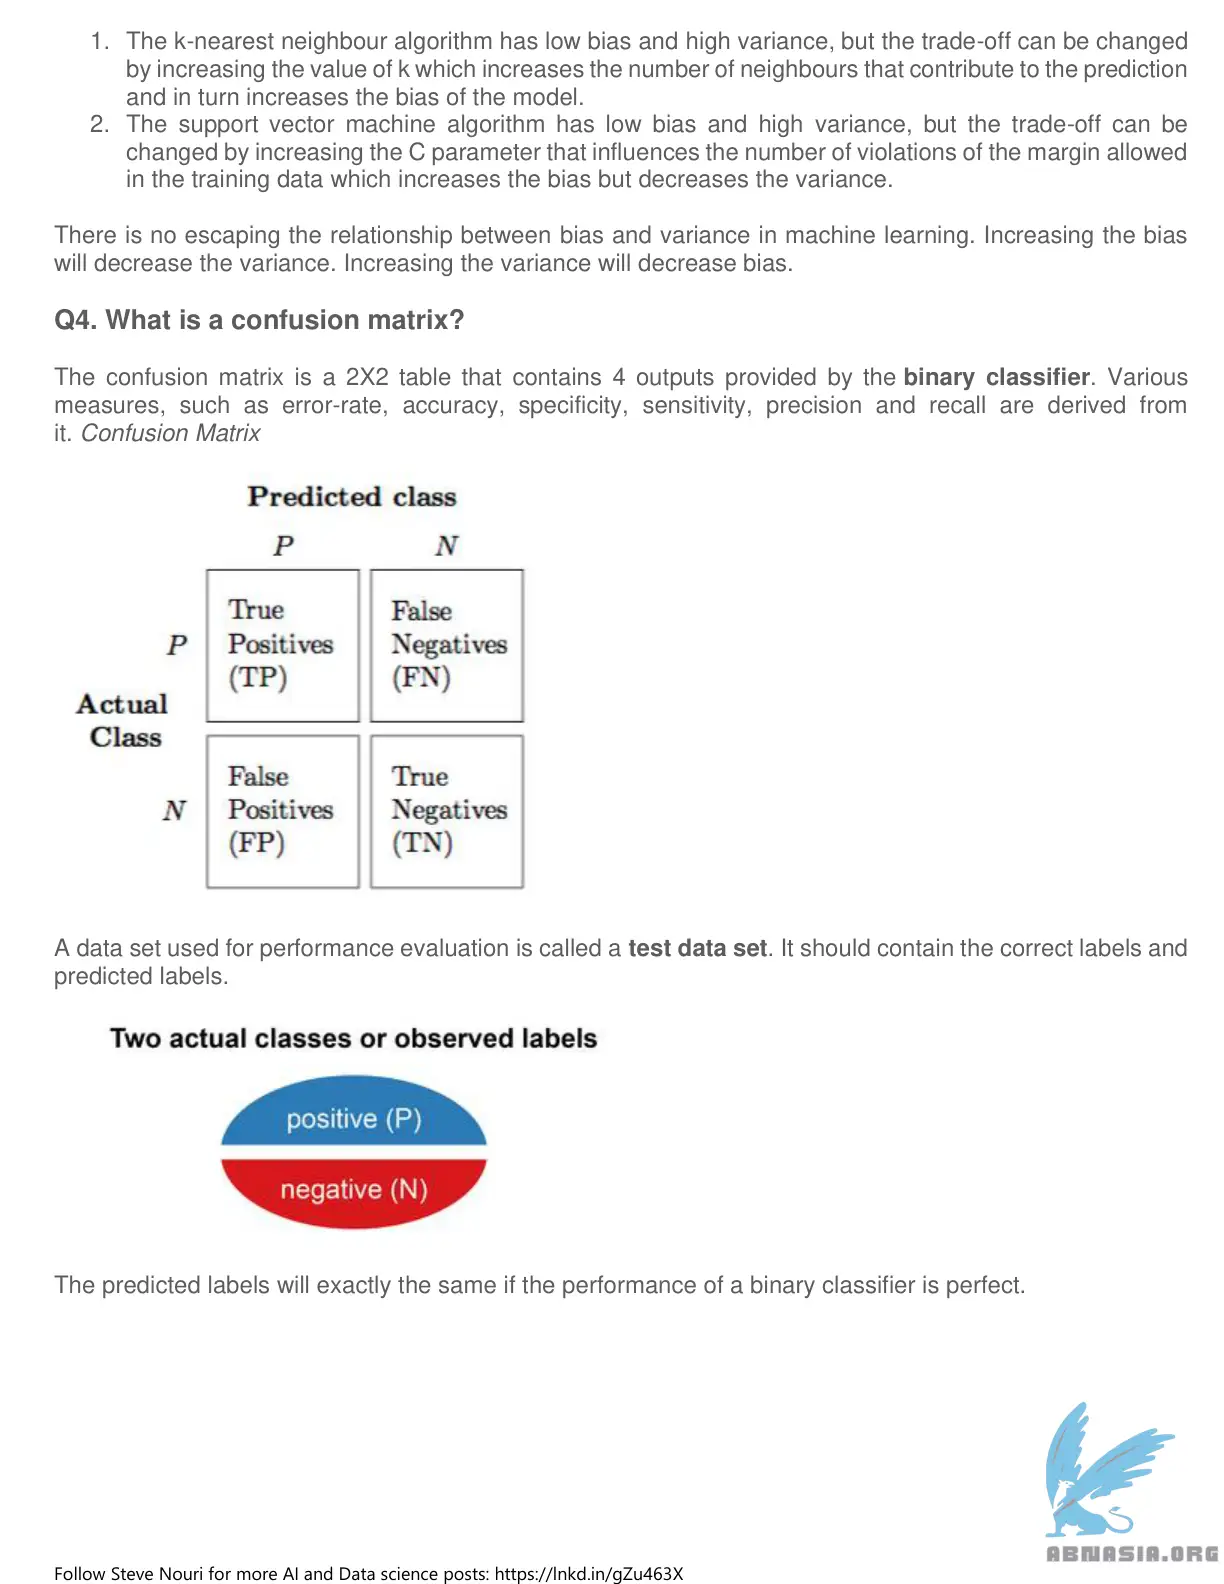 1. The k-nearest neighbour algorithm has low bias and high variance, but the trade-off can be changed
by increasing the value of k which increases the number of neighbours that contribute to the prediction
and in turn increases the bias of the model.
2. The support vector machine algorithm has low bias and high variance, but the trade-off can be
changed by increasing the C parameter that influences the number of violations of the margin allowed
in the training data which increases the bias but decreases the variance.
There is no escaping the relationship between bias and variance in machine learning. Increasing the bias
will decrease the variance. Increasing the variance will decrease bias.
Q4. What is a confusion matrix?
The confusion matrix is a 2X2 table that contains 4 outputs provided by the binary classifier. Various
measures, such as error-rate, accuracy, specificity, sensitivity, precision and recall are derived from
it. Confusion Matrix
Predicted class
P N
True False
P Positives Negatives
(TP) (FN)
Actual
Class
False True
N Positives Negatives
(FP) (TN)
A data set used for performance evaluation is called a test data set. It should contain the correct labels and
predicted labels.
Two actual classes or observed labels
positive (P)
negative (N)
The predicted labels will exactly the same if the performance of a binary classifier is perfect.
ABNASIA.ORG
Follow Steve Nouri for more AI and Data science posts: https://lnkd.in/gZu463X